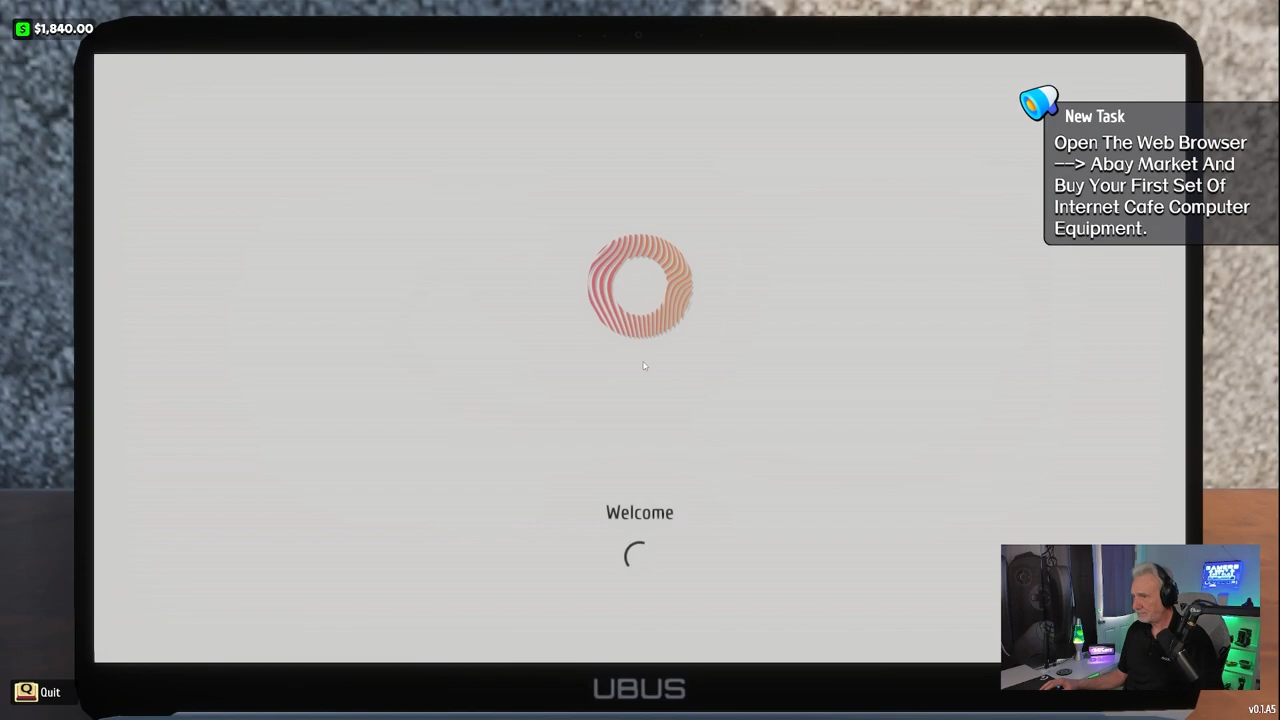 $1,840.00
New Task
Open The Web Browser
--> Abay Market And
Buy Your First Set Of
Internet Cafe Computer
Equipment.
Welcome
Q Quit
UBUS
v0.1.A5